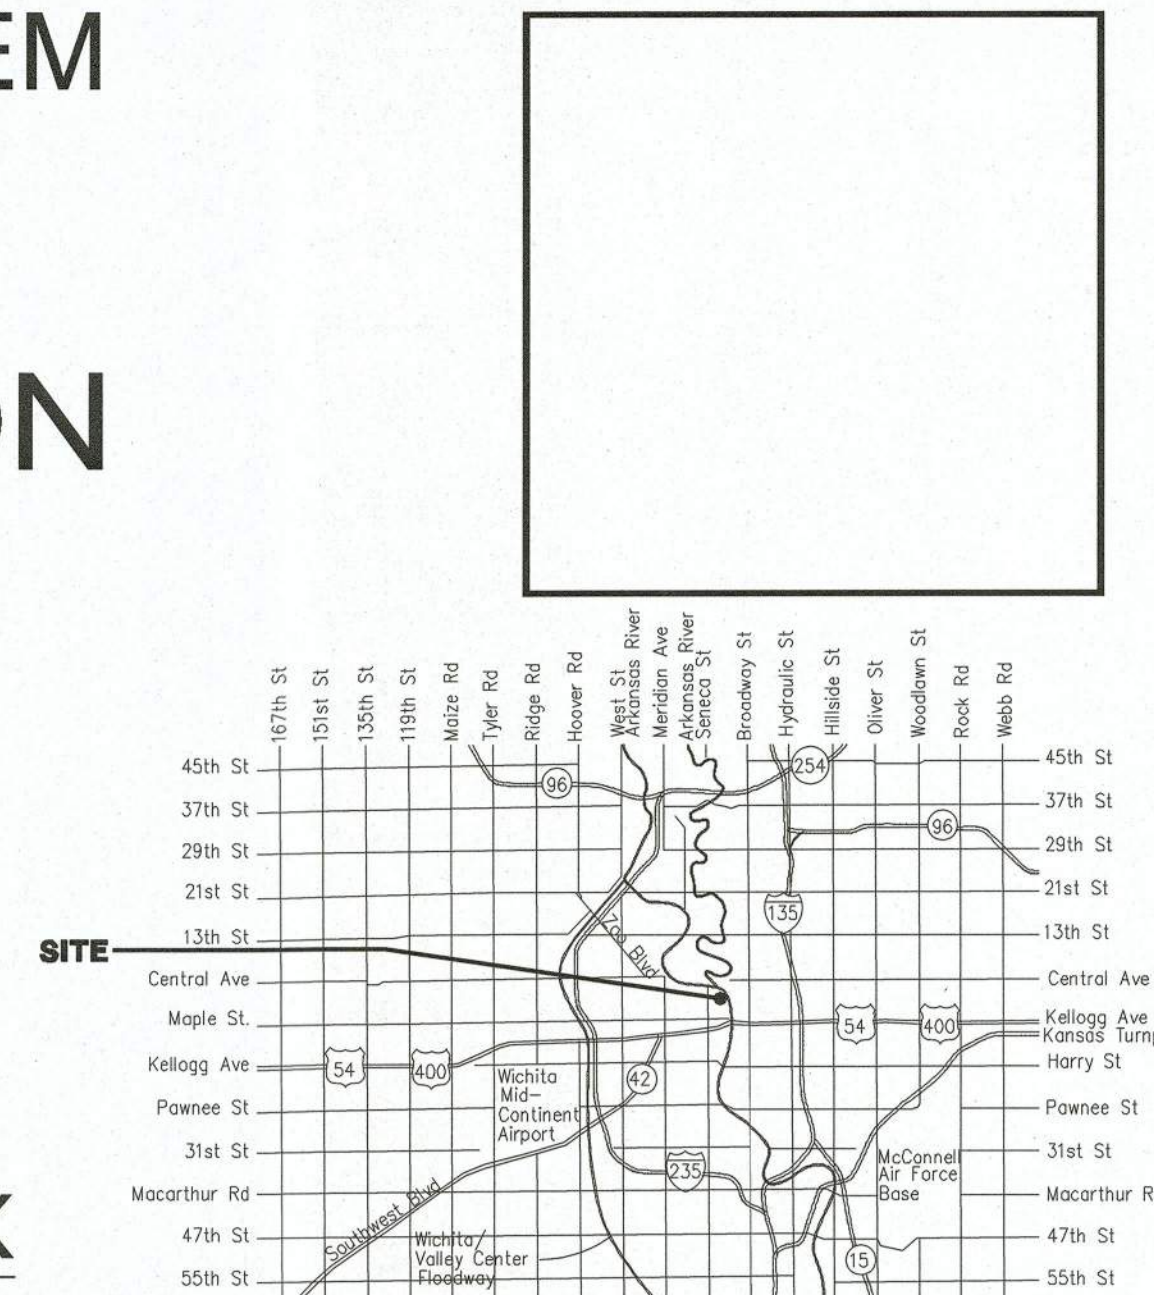 EM
ON
K
167th St
151st St
135th St
119th St
Maize Rd
Tyler Rd
Ridge Rd
Hoover Rd
West St
Arkansas River
Meridian Ave
Arkansas River
Seneca St
Broadway St
Hydraulic St
Hillside St
Oliver St
Woodlawn St
Rock Rd
Webb Rd
45th St
254
45th St
96
37th St
37th St
96
29th St
29th St
21st St
21st St
135
13th St
13th St
SITE
Zoo Blvd
Central Ave
Central Ave
Maple St.
54
400
Kellogg Ave
Kansas Turnp
Kellogg Ave
54
400
Harry St
Wichita
Mid-
Continent
Airport
42
Pawnee St
Pawnee St
31st St
31st St
235
McConnell
Air Force
Base
Macarthur Rd
Macarthur R
Southwest Blvd
47th St
47th St
Wichita/
Valley Center
Floodway
15
55th St
55th St